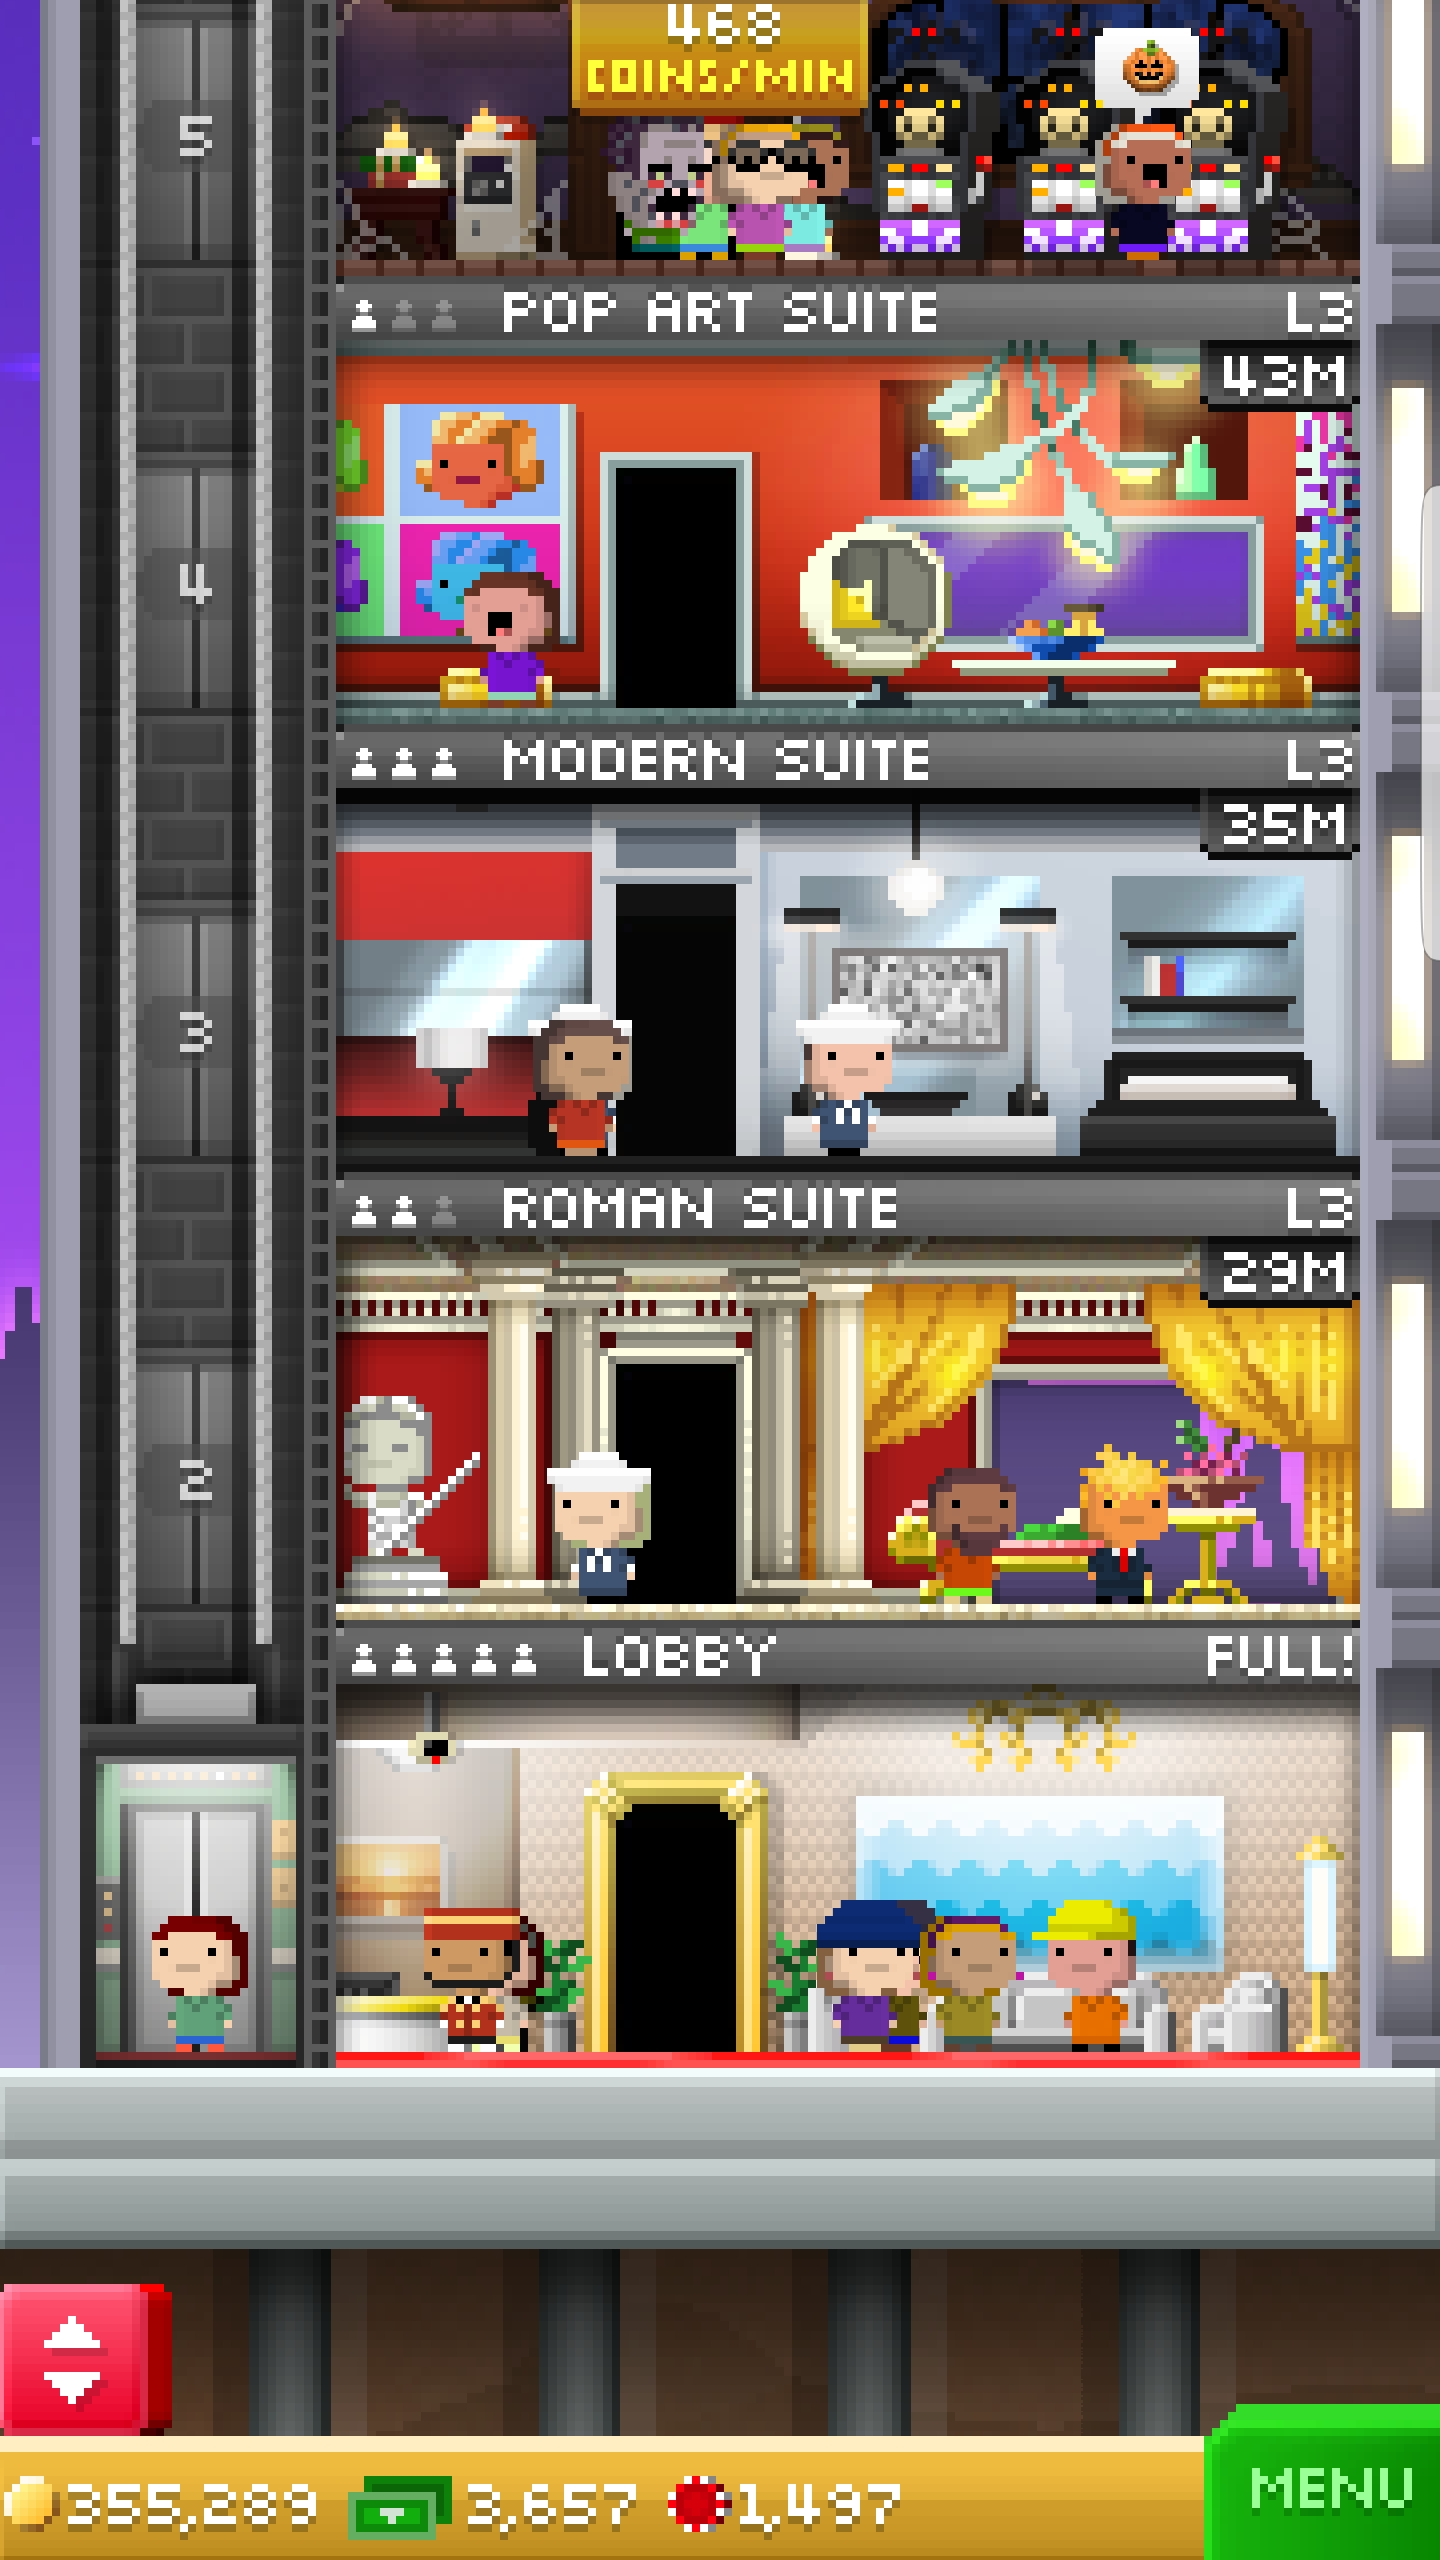 468
COINS/MIN
5
POP ART SUITE L3
43M
4
MODERN SUITE L3
35M
3
ROMAN SUITE L3
29M
2
LOBBY FULL!
355,289 3,657 1,497
MENU